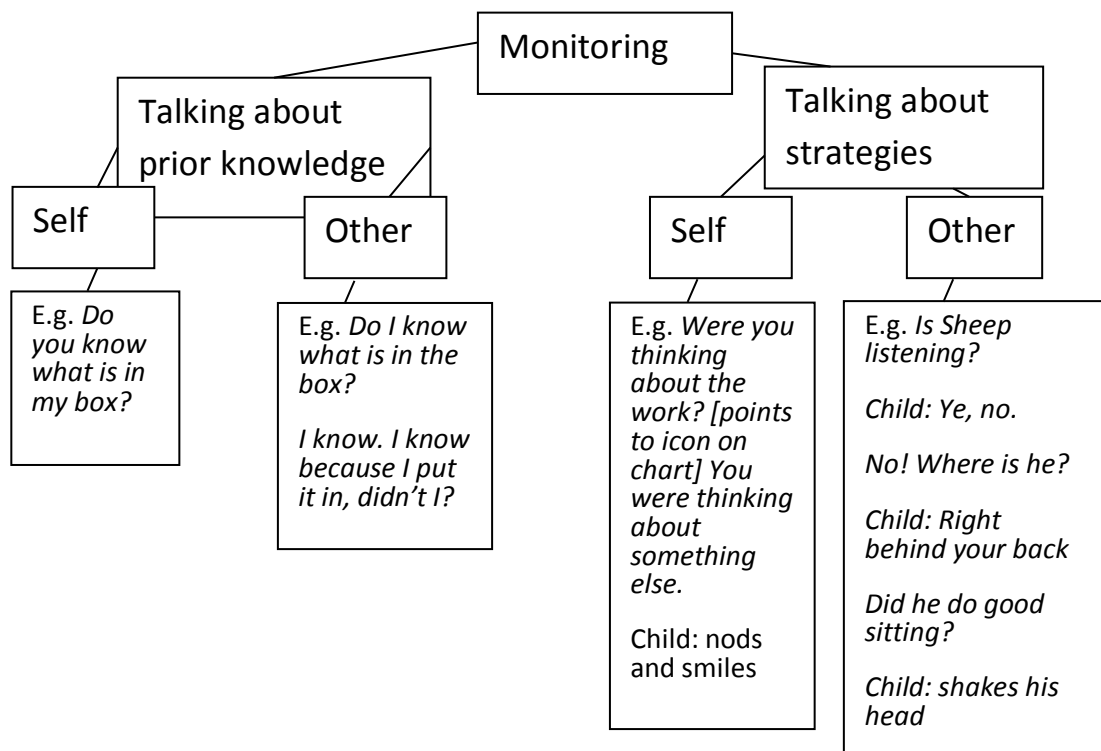 Monitoring
Talking about
prior knowledge
Talking about
strategies
Self
Other
Self
Other
E.g. Do
you know
what is in
my box?
E.g. Do I know
what is in the
box?
I know. I know
because I put
it in, didn’t I?
E.g. Were you
thinking
about the
work? [points
to icon on
chart] You
were thinking
about
something
else.
Child: nods
and smiles
E.g. Is Sheep
listening?
Child: Ye, no.
No! Where is he?
Child: Right
behind your back
Did he do good
sitting?
Child: shakes his
head